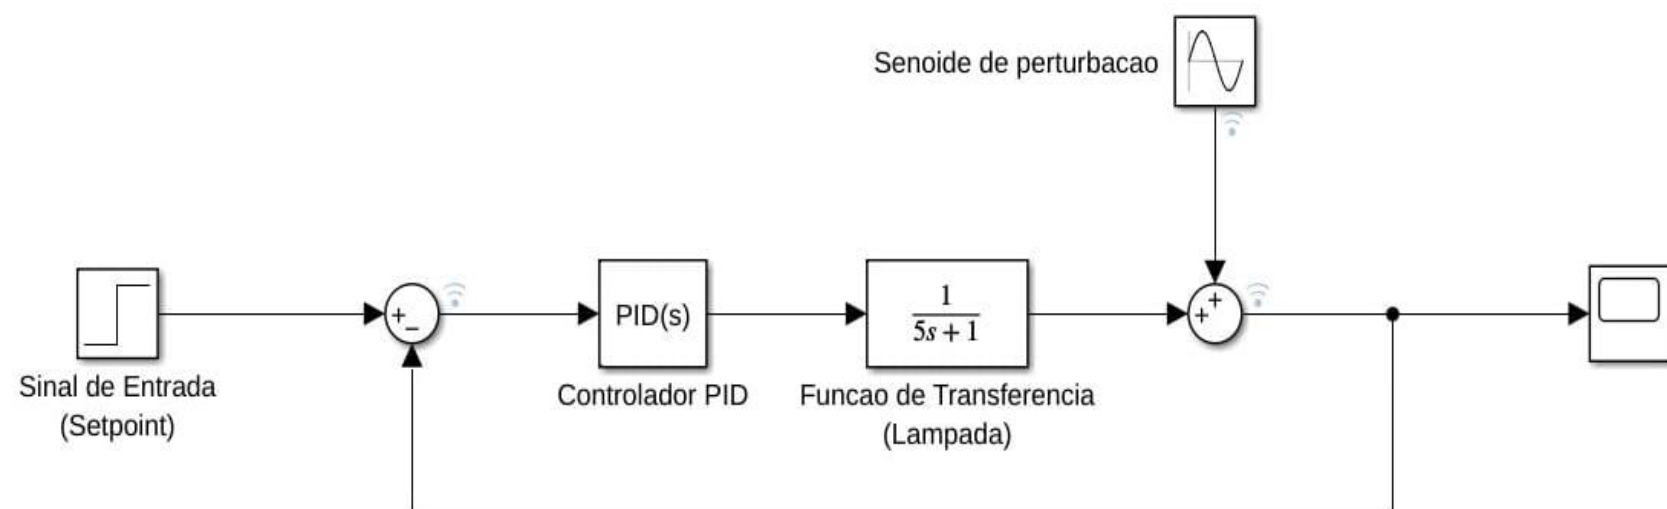 Senoide de perturbacao
+
+
+
−
PID(s)
1
5s + 1
Sinal de Entrada
(Setpoint)
Controlador PID
Funcao de Transferencia
(Lampada)